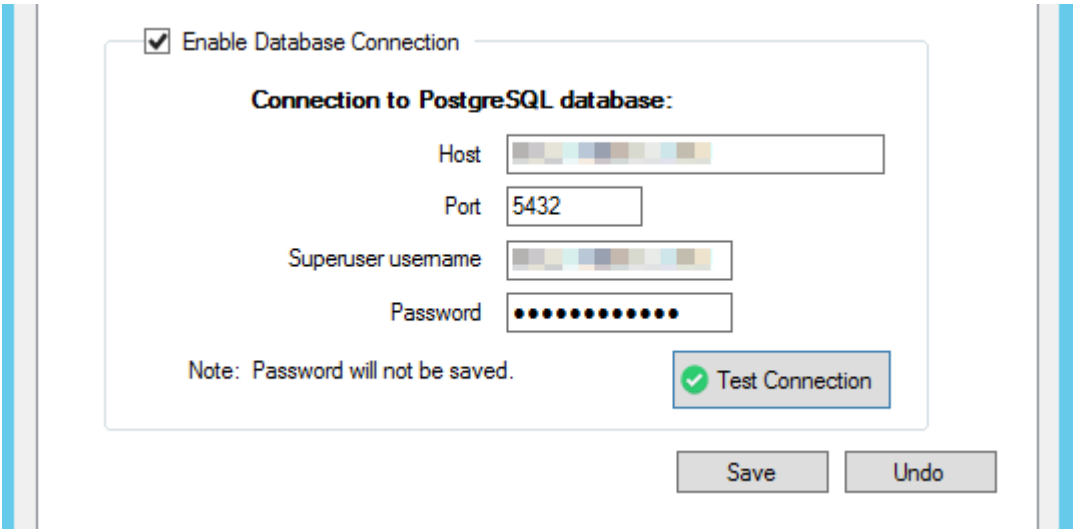 Enable Database Connection
Connection to PostgreSQL database:
Host
Port 5432
Superuser username
Password ●●●●●●●●●●●●
Note: Password will not be saved.
Test Connection
Save Undo